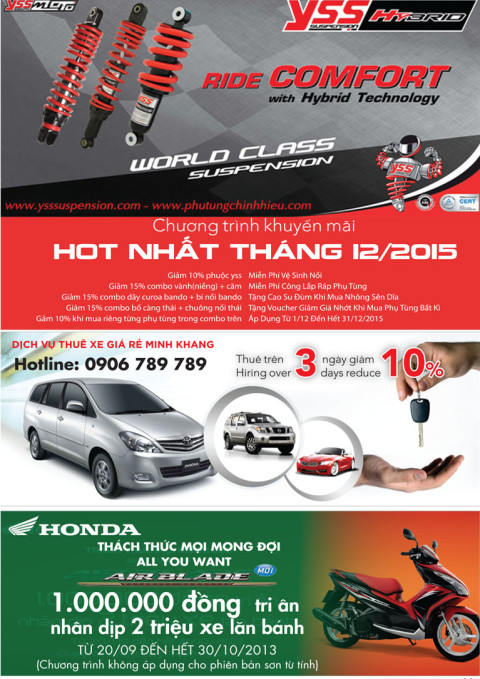 YSS MOTO
YSS SUSPENSION HYBRID
RIDE COMFORT
with Hybrid Technology
YSS
WORLD CLASS
SUSPENSION
YSS
CERT
www.ysssuspension.com - www.phutungchinhhieu.com
Chương trình khuyến mãi
HOT NHẤT THÁNG 12/2015
Giảm 10% phuộc yss Miễn Phí Vệ Sinh Nồi
Giảm 15% combo vành(niềng) + căm Miễn Phí Công Lắp Ráp Phụ Tùng
Giảm 15% combo dây curoa bando + bi nồi bando Tặng Cao Su Đùm Khi Mua Nhông Sên Dĩa
Giảm 15% combo bố càng thái + chuông nồi thái Tặng Voucher Giảm Giá Nhớt Khi Mua Phụ Tùng Bất Kì
Giảm 10% khi mua riêng từng phụ tùng trong combo trên Áp Dụng Từ 1/12 Đến Hết 31/12/2015
DỊCH VỤ THUÊ XE GIÁ RẺ MINH KHANG
Hotline: 0906 789 789
Thuê trên 3 ngày giảm 10%
Hiring over days reduce
HONDA
THÁCH THỨC MỌI MONG ĐỢI
ALL YOU WANT
AIR BLADE MỚI
1.000.000 đồng tri ân
nhân dịp 2 triệu xe lăn bánh
TỪ 20/09 ĐẾN HẾT 30/10/2013
(Chương trình không áp dụng cho phiên bản sơn từ tính)